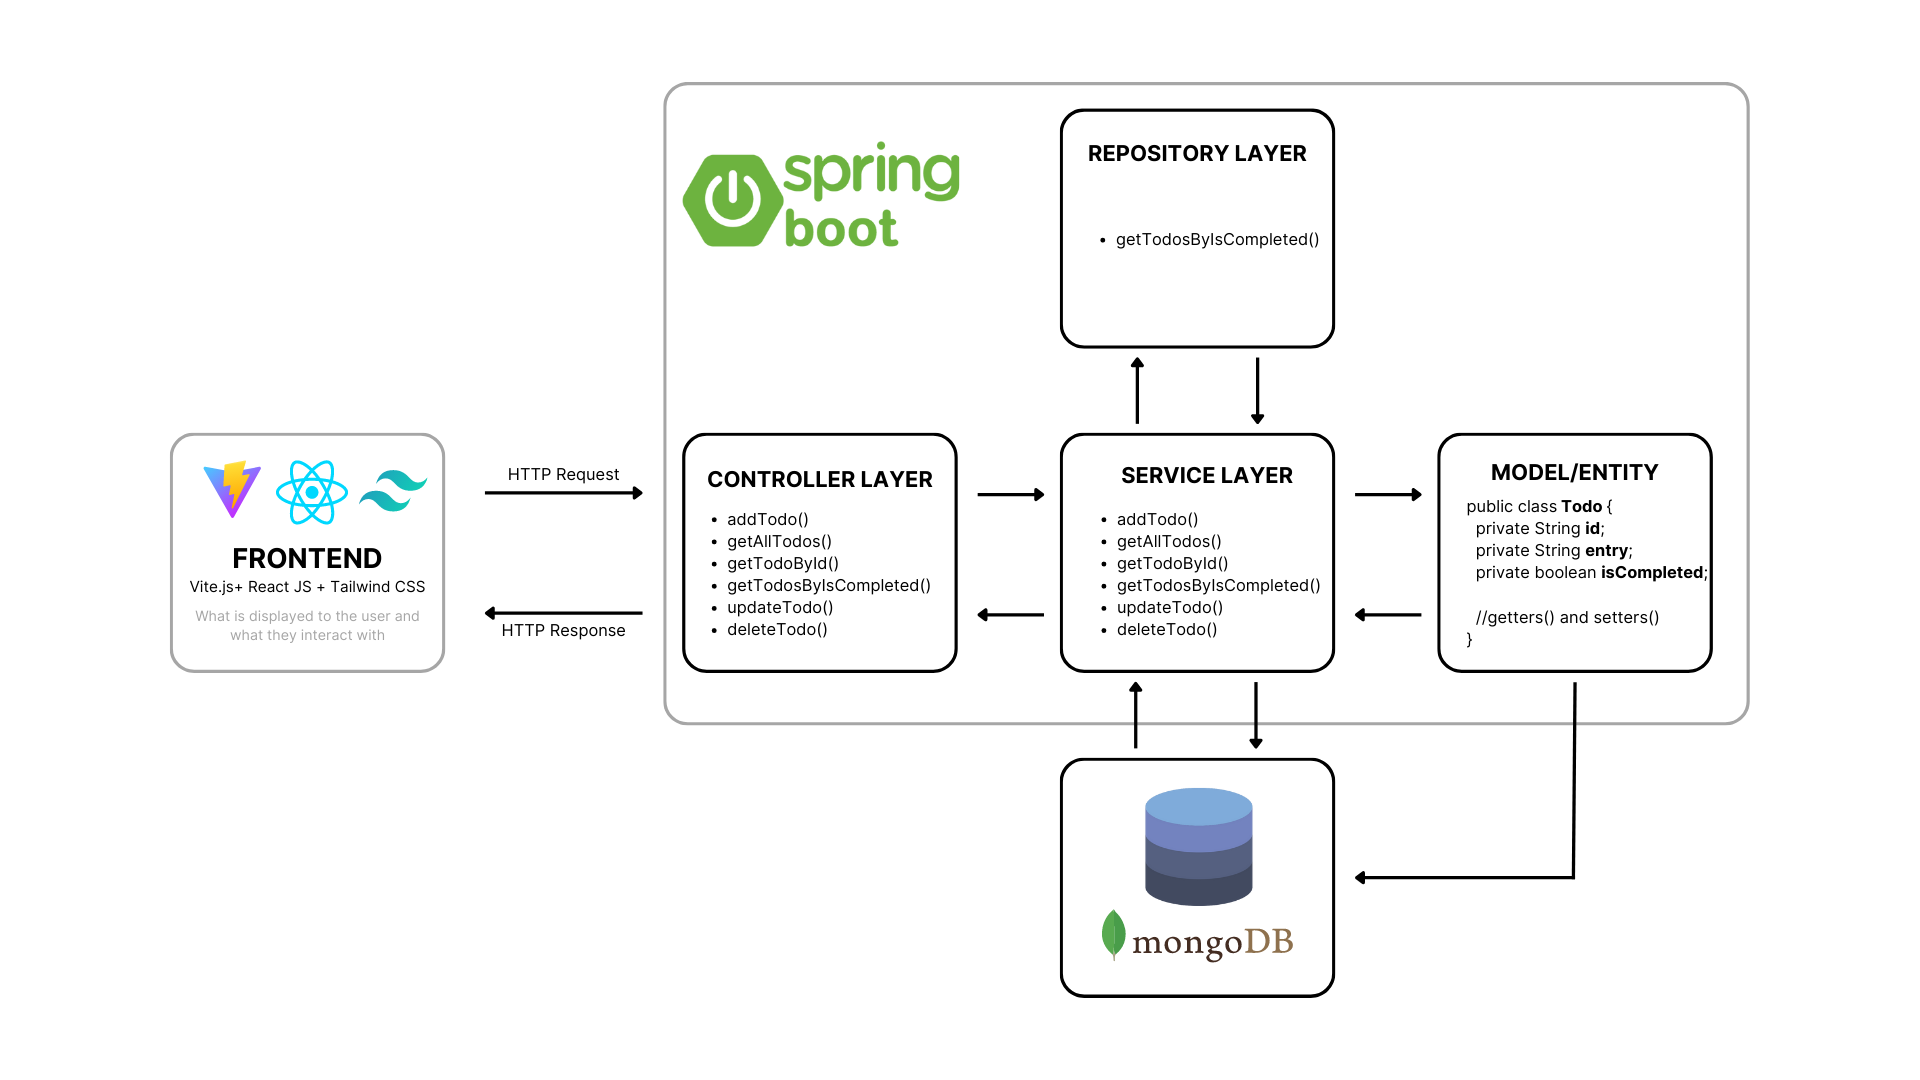 spring
boot
REPOSITORY LAYER
• getTodosByIsCompleted()
FRONTEND
Vite.js+ React JS + Tailwind CSS
What is displayed to the user and
what they interact with
HTTP Request
HTTP Response
CONTROLLER LAYER
• addTodo()
• getAllTodos()
• getTodoById()
• getTodosByIsCompleted()
• updateTodo()
• deleteTodo()
SERVICE LAYER
• addTodo()
• getAllTodos()
• getTodoById()
• getTodosByIsCompleted()
• updateTodo()
• deleteTodo()
MODEL/ENTITY
public class Todo {
private String id;
private String entry;
private boolean isCompleted;
//getters() and setters()
}
mongoDB